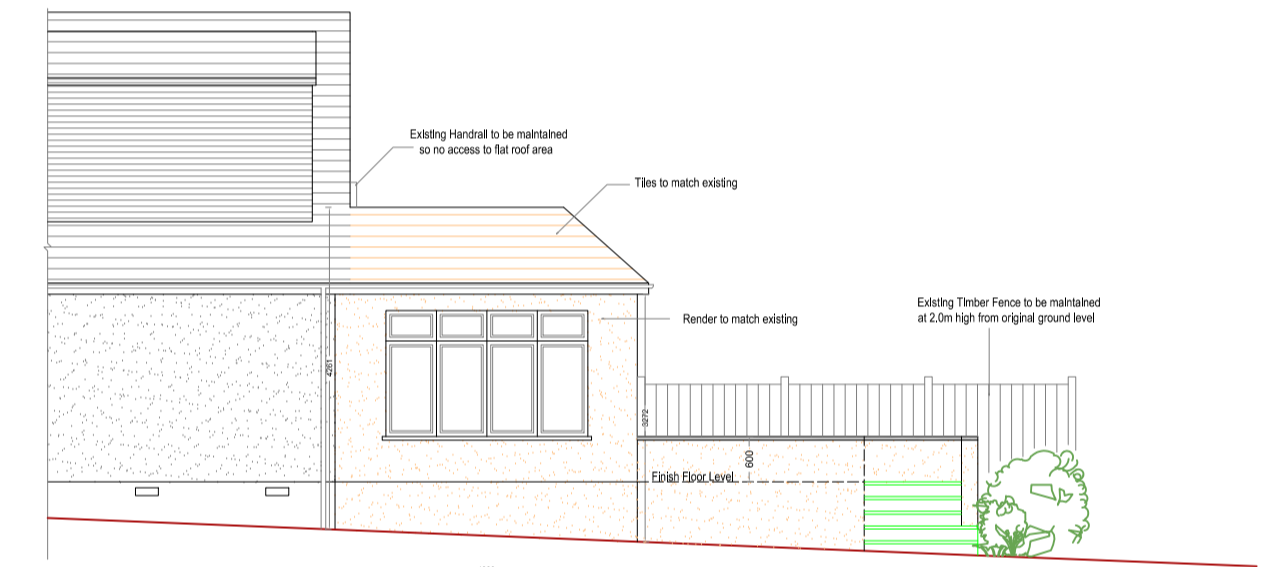 Existing Handrail to be maintained
so no access to flat roof area
Tiles to match existing
Existing Timber Fence to be maintained
at 2.0m high from original ground level
Render to match existing
4261
3272
600
Finish Floor Level